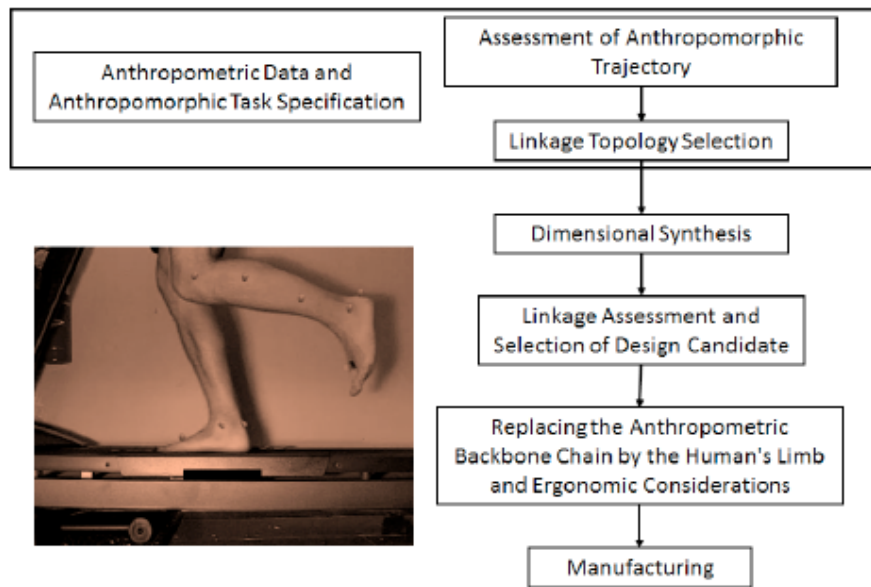 Anthropometric Data and
Anthropomorphic Task Specification
Assessment of Anthropomorphic
Trajectory
Linkage Topology Selection
Dimensional Synthesis
Linkage Assessment and
Selection of Design Candidate
Replacing the Anthropometric
Backbone Chain by the Human's Limb
and Ergonomic Considerations
Manufacturing